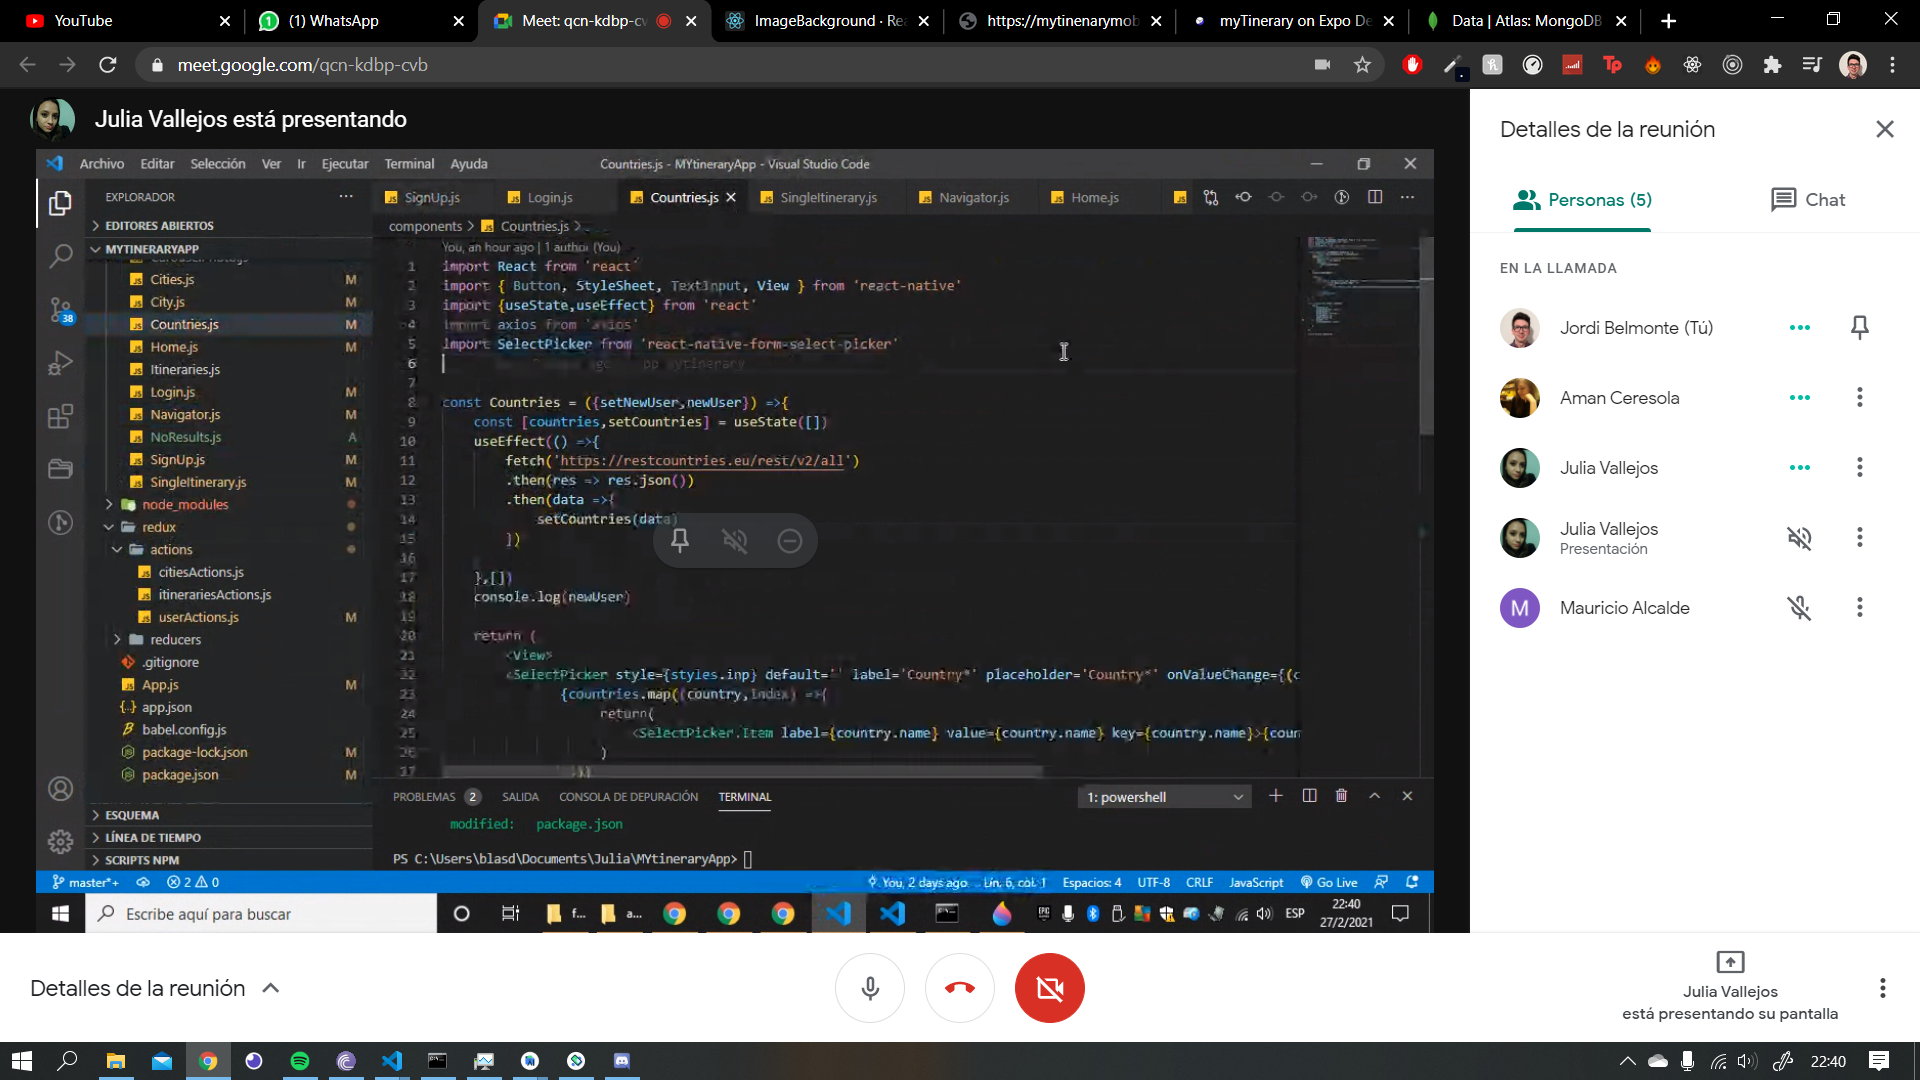 YouTube
(1) WhatsApp
Meet: qcn-kdbp-cv
ImageBackground · Re
https://mytinenarymob
myTinerary on Expo De
Data | Atlas: MongoDB
meet.google.com/qcn-kdbp-cvb
Julia Vallejos está presentando
Archivo Editar Selección Ver Ir Ejecutar Terminal Ayuda
Countries.js - MYtineraryApp - Visual Studio Code
EXPLORADOR
SignUp.js
Login.js
Countries.js
SingleItinerary.js
Navigator.js
Home.js
components > Countries.js >
EDITORES ABIERTOS
MYTINERARYAPP
Cities.js M
City.js M
Countries.js M
Home.js M
Itineraries.js M
Login.js M
Navigator.js M
NoResults.js A
SignUp.js M
SingleItinerary.js M
node_modules
redux
actions
citiesActions.js
itinerariesActions.js
userActions.js M
reducers
.gitignore
App.js M
app.json
babel.config.js
package-lock.json M
package.json M
ESQUEMA
LÍNEA DE TIEMPO
SCRIPTS NPM
38
You, an hour ago | 1 author (You)
1 import React from 'react'
2 import { Button, StyleSheet, TextInput, View } from 'react-native'
3 import {useState,useEffect} from 'react'
4 import axios from 'axios'
5 import SelectPicker from 'react-native-form-select-picker'
6
7
8 const Countries = ({setNewUser,newUser}) =>{
9 const [countries,setCountries] = useState([])
10 useEffect(() =>{
11 fetch('https://restcountries.eu/rest/v2/all')
12 .then(res => res.json())
13 .then(data =>{
14 setCountries(data)
15 })
16
17 },[])
18 console.log(newUser)
19
20 return (
21 <View>
22 <SelectPicker style={styles.inp} default='' label='Country*' placeholder='Country*' onValueChange={(c
23 {countries.map((country,index) =>{
24 return(
25 <SelectPicker.Item label={country.name} value={country.name} key={country.name}>{coun
26 )
27 })}
PROBLEMAS 2 SALIDA CONSOLA DE DEPURACIÓN TERMINAL
1: powershell
modified: package.json
PS C:\Users\blasd\Documents\Julia\MYtineraryApp>
master*+ 2 0
You, 2 days ago Lín. 6, col. 1 Espacios: 4 UTF-8 CRLF JavaScript Go Live
Escribe aquí para buscar
f...
a...
EPIC
ESP
22:40
27/2/2021
Detalles de la reunión
Personas (5)
Chat
EN LA LLAMADA
Jordi Belmonte (Tú)
Aman Ceresola
Julia Vallejos
Julia Vallejos
Presentación
M Mauricio Alcalde
Detalles de la reunión
Julia Vallejos
está presentando su pantalla
22:40